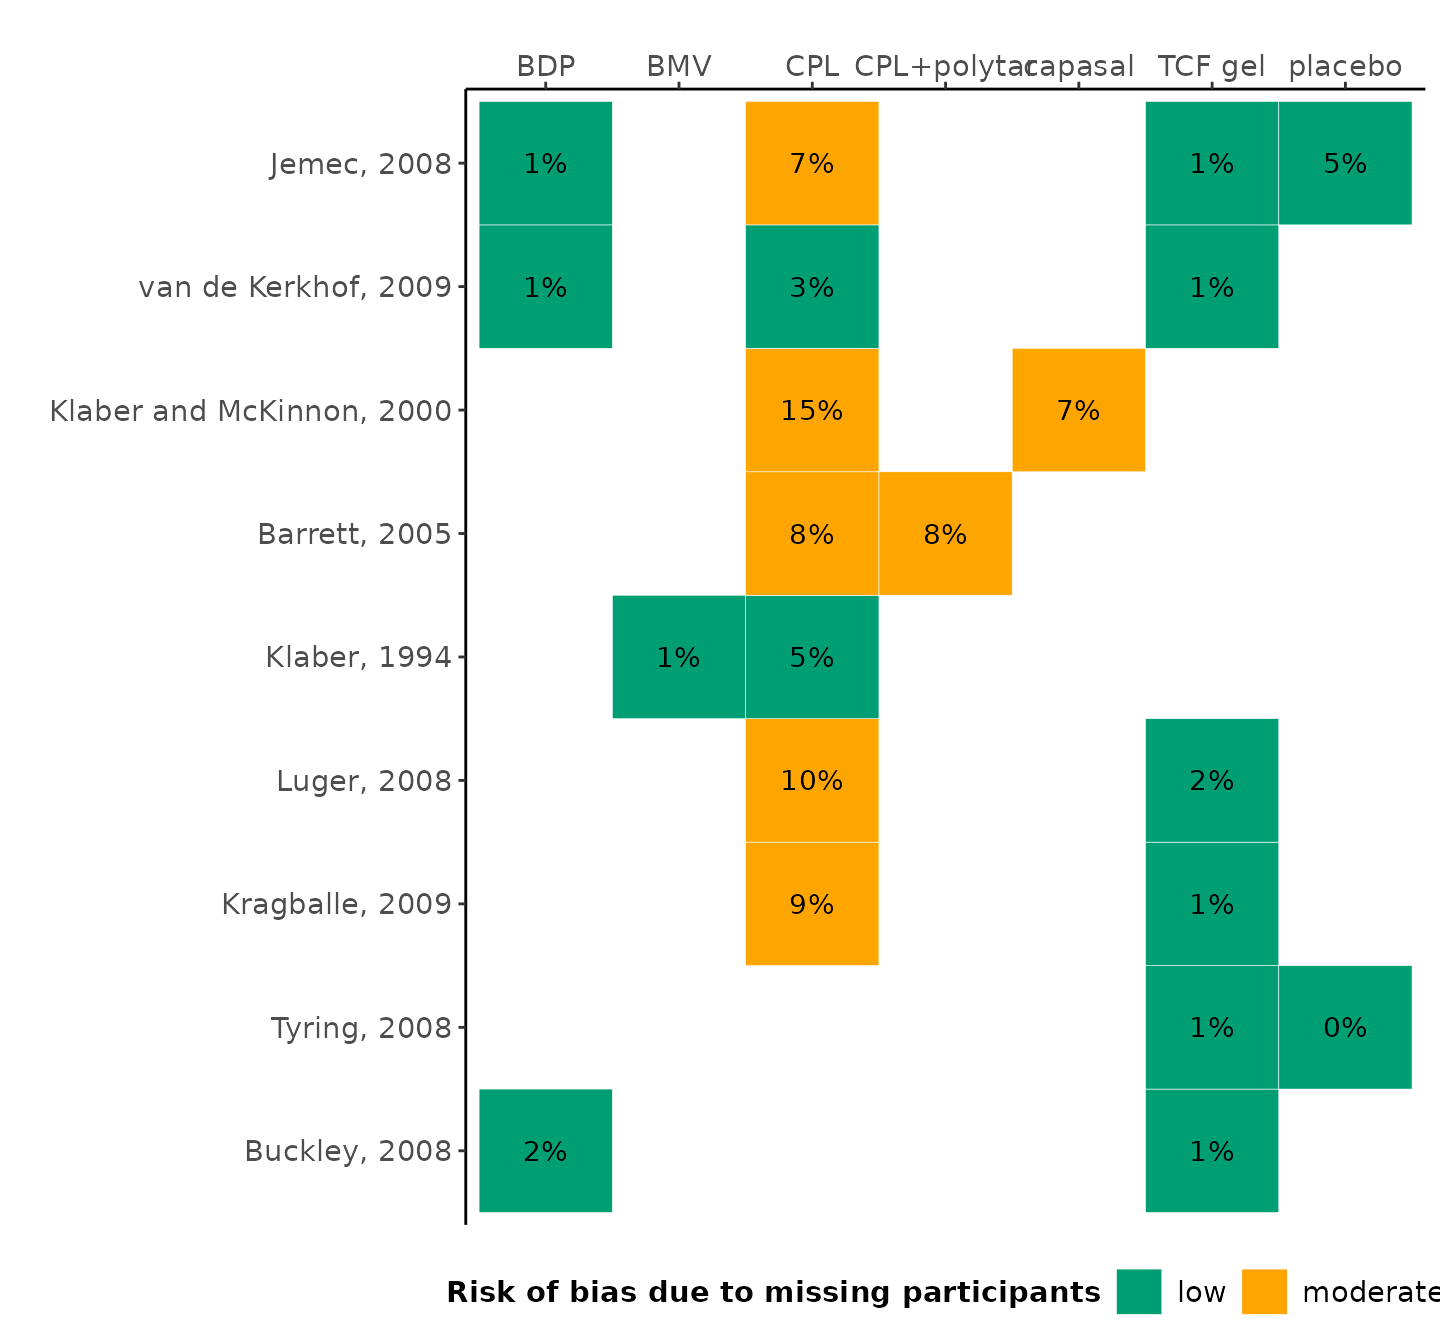 BDP BMV CPL CPL+polytar capasal TCF gel placebo
Jemec, 2008 1% 7% 1% 5%
van de Kerkhof, 2009 1% 3% 1%
Klaber and McKinnon, 2000 15% 7%
Barrett, 2005 8% 8%
Klaber, 1994 1% 5%
Luger, 2008 10% 2%
Kragballe, 2009 9% 1%
Tyring, 2008 1% 0%
Buckley, 2008 2% 1%
Risk of bias due to missing participants low moderate